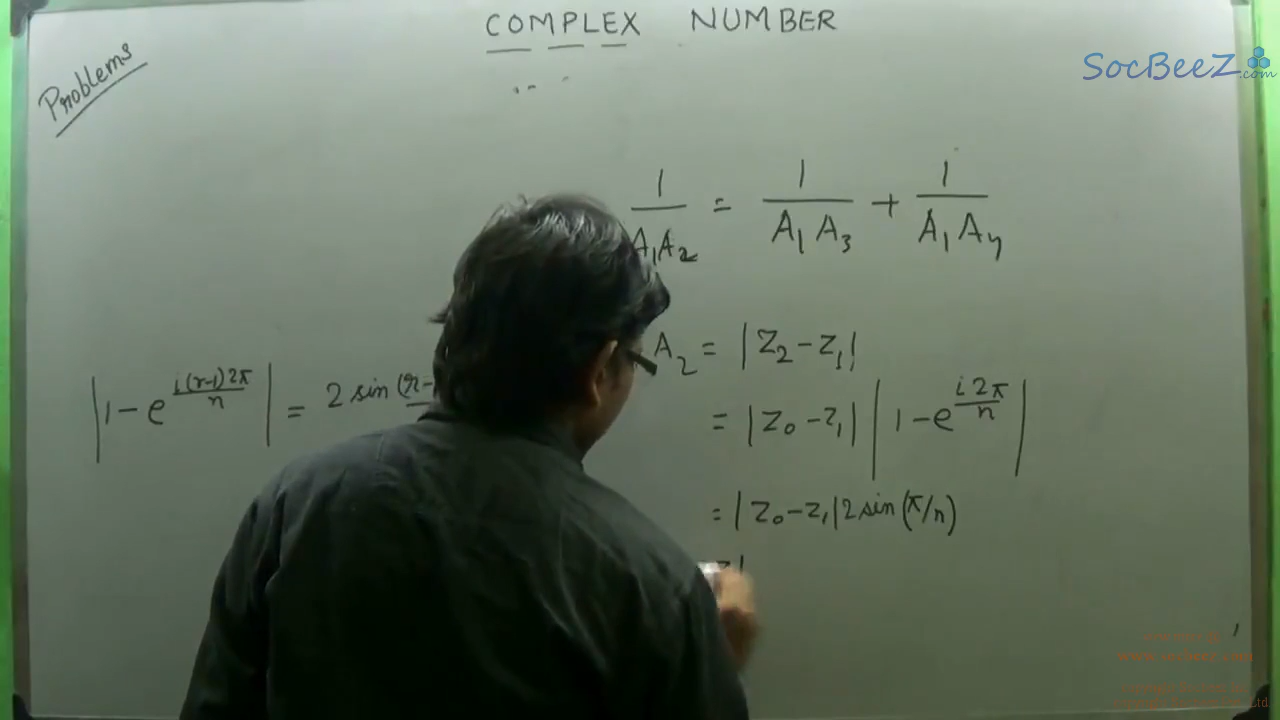 COMPLEX NUMBER
Problems
SocBeeZ.com
1/A₁A₂ = 1/A₁A₃ + 1/A₁A₄
A₂ = |Z₂ - Z₁|
|1 - e^(i(r-1)2π/n)| = 2 sin (r-
= |Z₀ - Z₁| |1 - e^(i2π/n)|
= |Z₀ - Z₁| 2 sin(π/n)